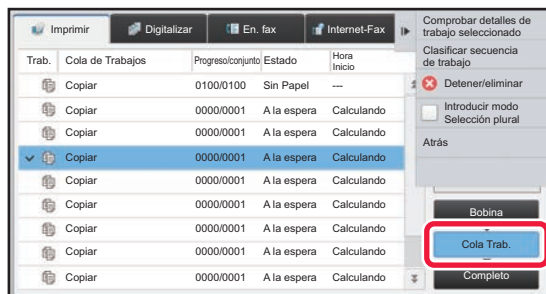 Imprimir
Digitalizar
En. fax
Internet-Fax
Comprobar detalles de
trabajo seleccionado
Clasificar secuencia
de trabajo
Detener/eliminar
Introducir modo
Selección plural
Atrás
Trab. Cola de Trabajos Progreso/conjunto Estado Hora
Inicio
Copiar 0100/0100 Sin Papel ---
Copiar 0000/0001 A la espera Calculando
Copiar 0000/0001 A la espera Calculando
Copiar 0000/0001 A la espera Calculando
Copiar 0000/0001 A la espera Calculando
Copiar 0000/0001 A la espera Calculando
Copiar 0000/0001 A la espera Calculando
Copiar 0000/0001 A la espera Calculando
Copiar 0000/0001 A la espera Calculando
Bobina
Cola Trab.
Completo